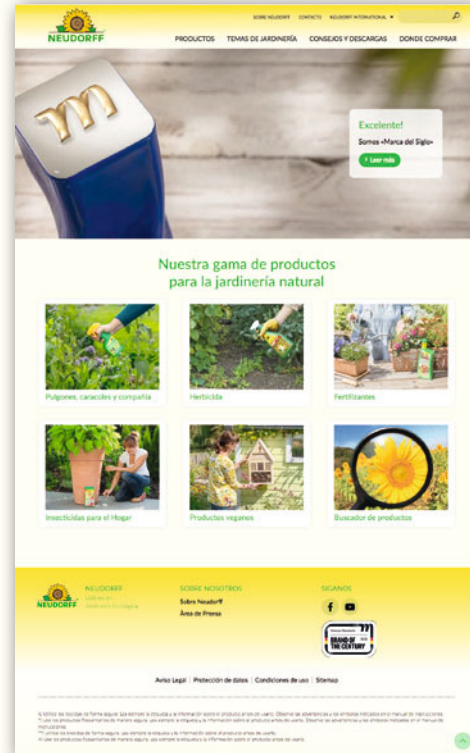 SOBRE NEUDORFF CONTACTO NEUDORFF INTERNATIONAL
NEUDORFF
PRODUCTOS TEMAS DE JARDINERÍA CONSEJOS Y DESCARGAS DONDE COMPRAR
m
Excelente!
Somos «Marca del Siglo»
Leer más
Nuestra gama de productos
para la jardinería natural
Pulgones, caracoles y compañía
Herbicida
Fertilizantes
Insecticidas para el Hogar
Productos veganos
Buscador de productos
NEUDORFF
NEUDORFF
SOBRE NOSOTROS
Sobre Neudorff
Área de Prensa
SÍGANOS
BRAND OF
THE CENTURY
Aviso Legal | Protección de datos | Condiciones de uso | Sitemap